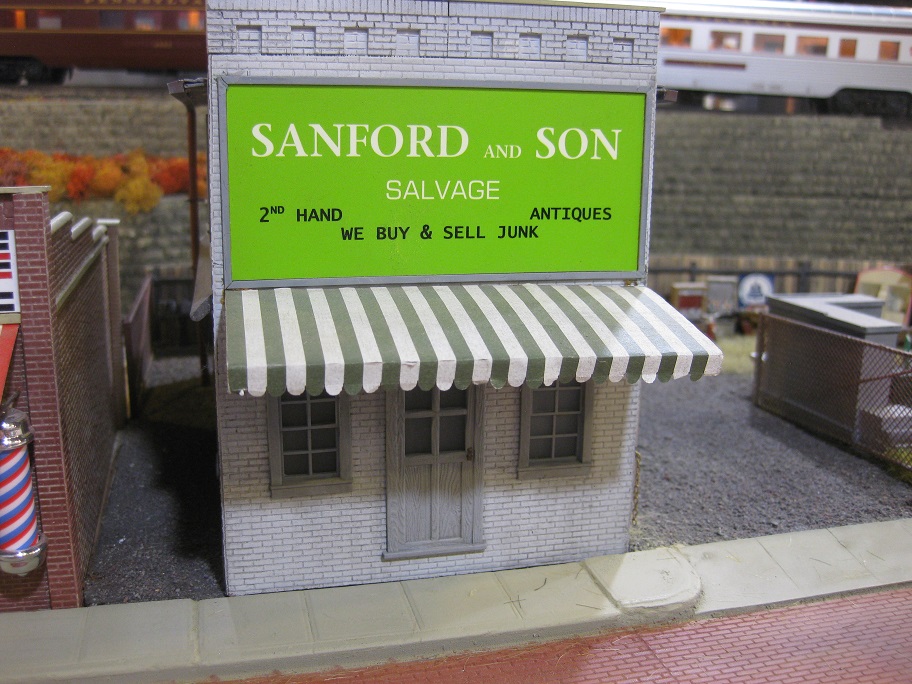 SANFORD AND SON
SALVAGE
2ND HAND ANTIQUES
WE BUY & SELL JUNK